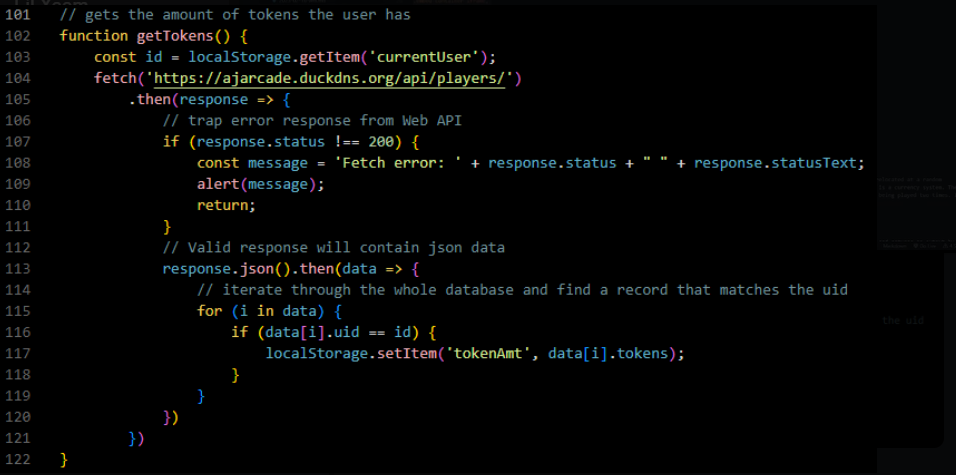 101 // gets the amount of tokens the user has
102 function getTokens() {
103 const id = localStorage.getItem('currentUser');
104 fetch('https://ajarcade.duckdns.org/api/players/')
105 .then(response => {
106 // trap error response from Web API
107 if (response.status !== 200) {
108 const message = 'Fetch error: ' + response.status + " " + response.statusText;
109 alert(message);
110 return;
111 }
112 // Valid response will contain json data
113 response.json().then(data => {
114 // iterate through the whole database and find a record that matches the uid
115 for (i in data) {
116 if (data[i].uid == id) {
117 localStorage.setItem('tokenAmt', data[i].tokens);
118 }
119 }
120 })
121 })
122 }
the uid